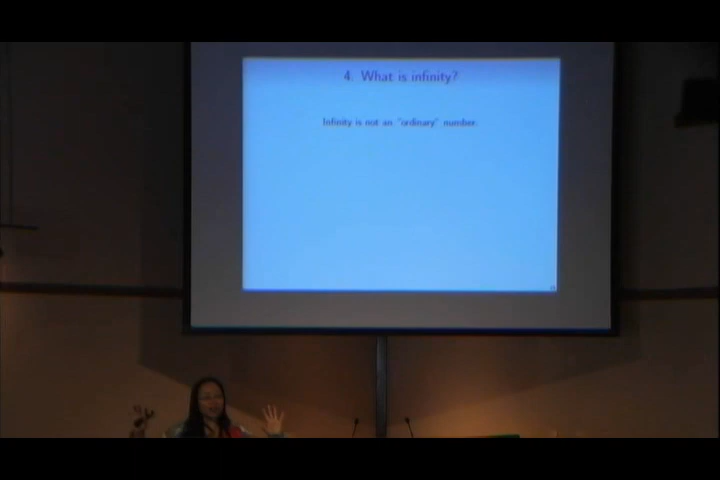 4. What is infinity?
Infinity is not an "ordinary" number.